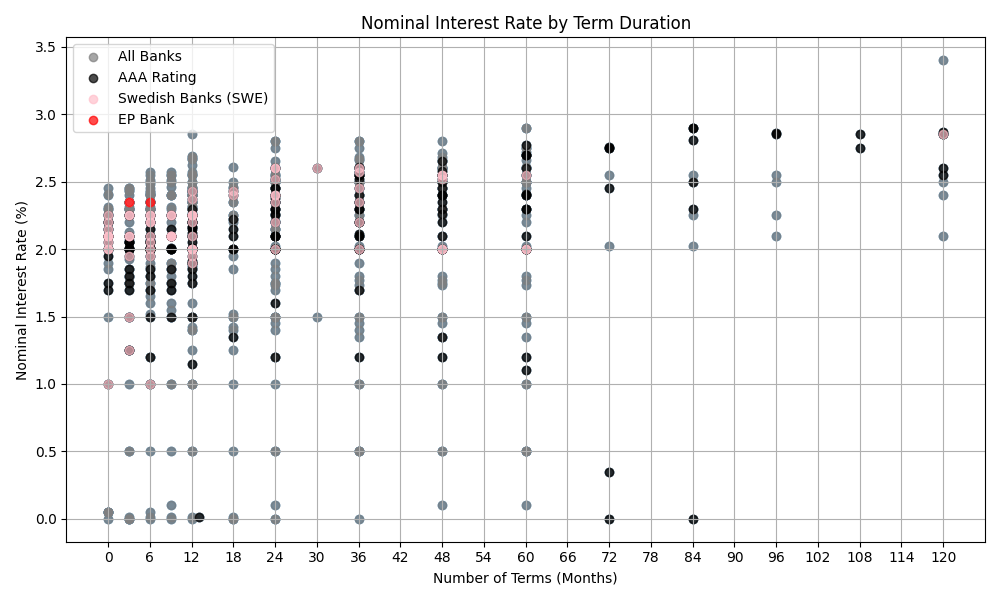 Nominal Interest Rate by Term Duration
All Banks
AAA Rating
Swedish Banks (SWE)
EP Bank
Nominal Interest Rate (%)
3.5
3.0
2.5
2.0
1.5
1.0
0.5
0.0
0 6 12 18 24 30 36 42 48 54 60 66 72 78 84 90 96 102 108 114 120
Number of Terms (Months)